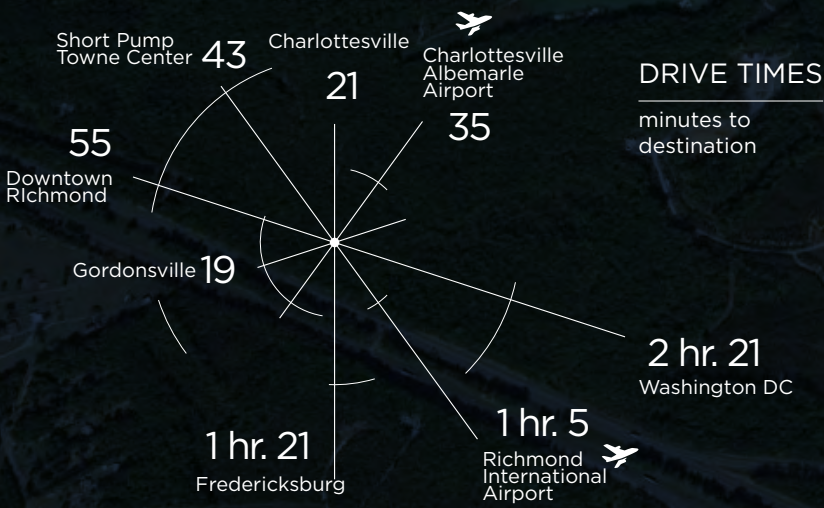 Short Pump
Towne Center 43
Charlottesville
21
Charlottesville
Albemarle
Airport
35
DRIVE TIMES
minutes to
destination
55
Downtown
RIchmond
Gordonsville 19
2 hr. 21
Washington DC
1 hr. 5
Richmond
International
Airport
1 hr. 21
Fredericksburg